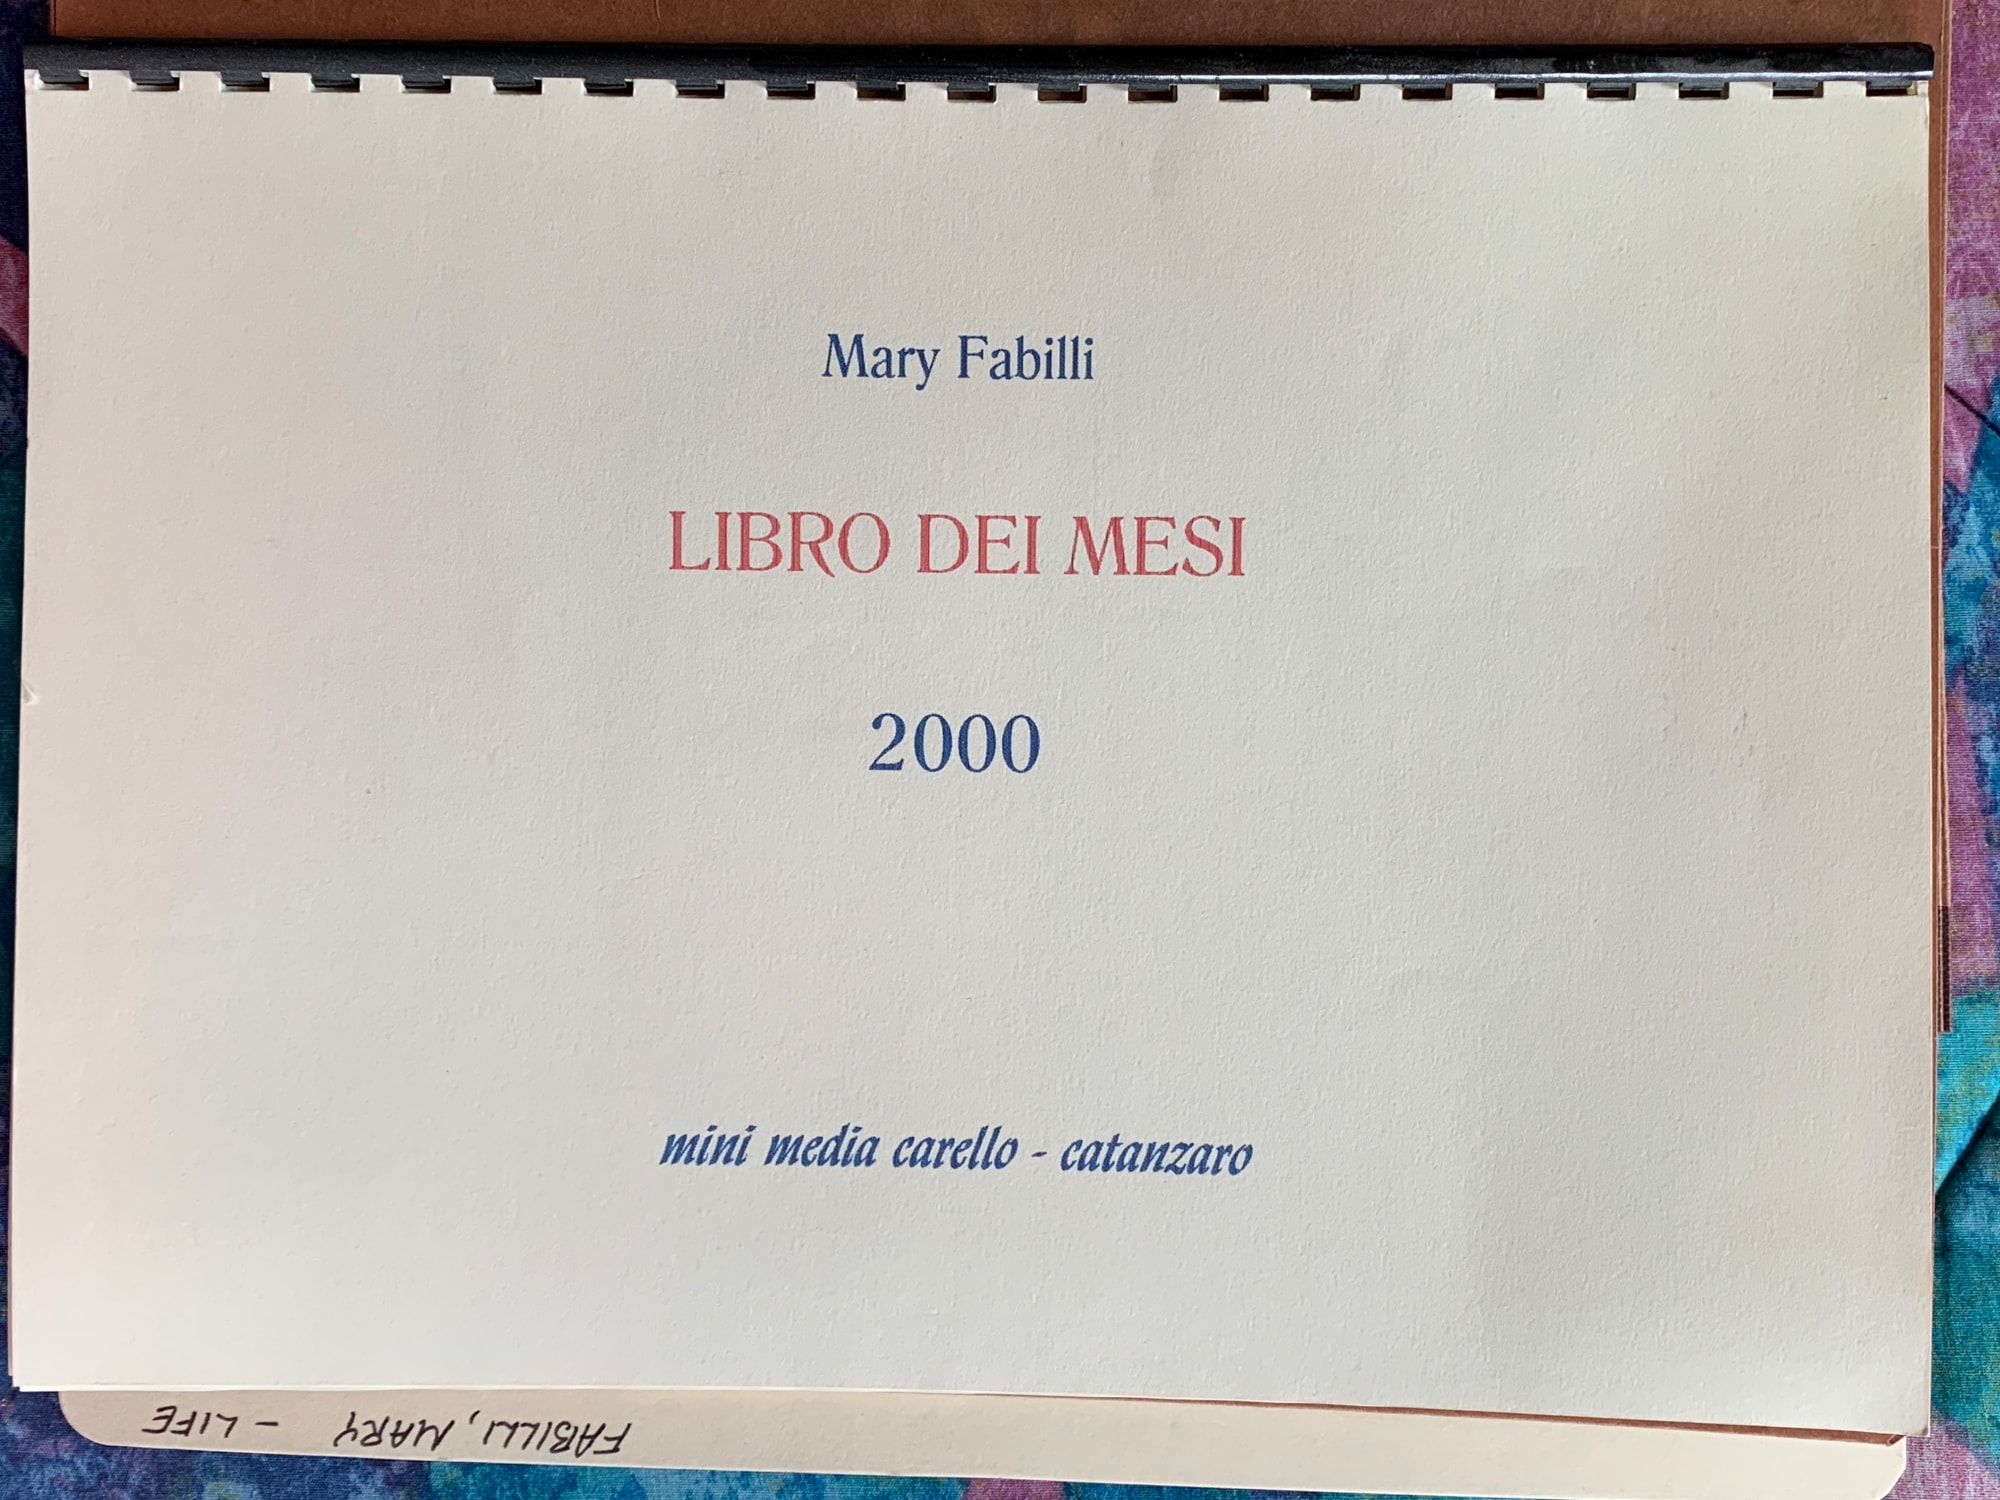 Mary Fabilli
LIBRO DEI MESI
2000
mini media carello - catanzaro
FABILLI, MARY - LIFE